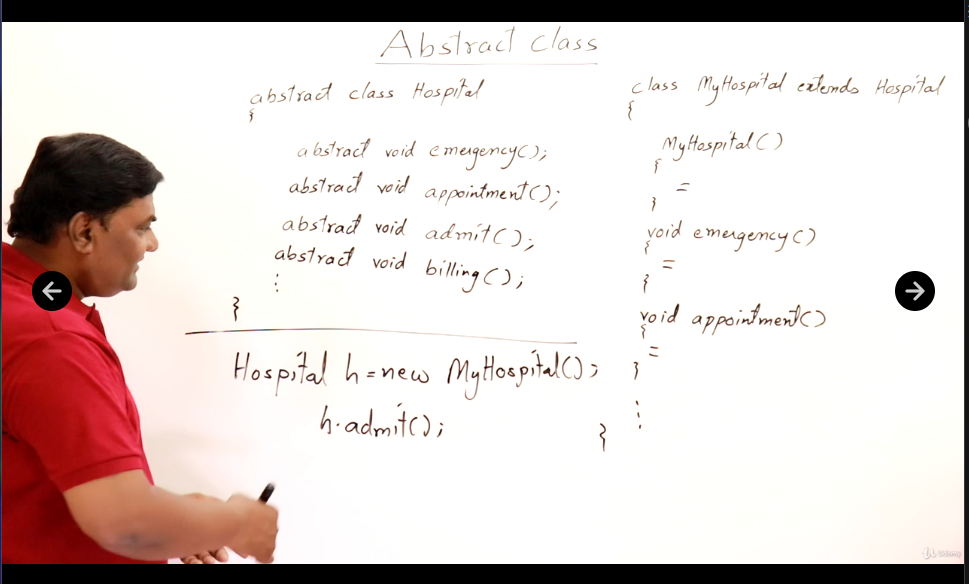 Abstract class
abstract class Hospital
{
abstract void emergency();
abstract void appointment();
abstract void admit();
abstract void billing();
⋮
}
Hospital h=new MyHospital();
h.admit();
class MyHospital extends Hospital
{
MyHospital()
{
=
}
void emergency()
{
=
}
void appointment()
{
=
}
⋮
}
Udemy